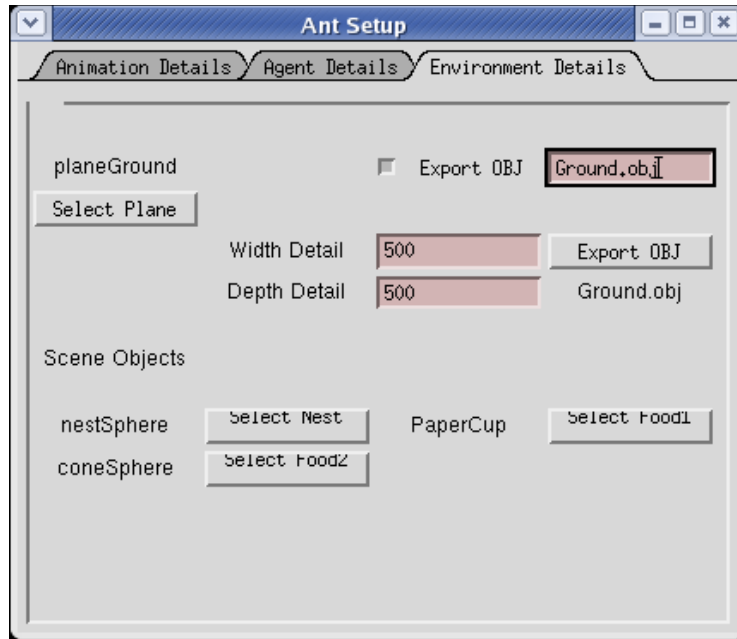 Ant Setup
Animation Details Agent Details Environment Details
planeGround Export OBJ Ground.obj
Select Plane
Width Detail 500 Export OBJ
Depth Detail 500 Ground.obj
Scene Objects
nestSphere Select Nest PaperCup Select Food1
coneSphere Select Food2